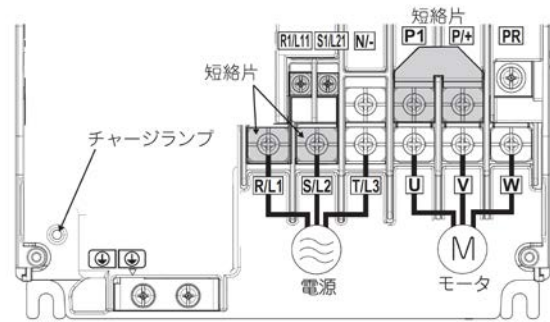 短絡片
R1/L11 S1/L21 N/- P1 P/+ PR
短絡片
チャージランプ
R/L1 S/L2 T/L3 U V W
M
電源 モータ